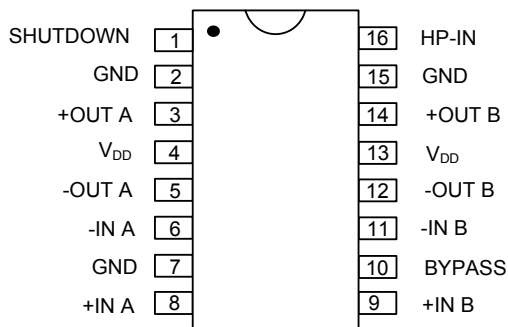 SHUTDOWN 1 16 HP-IN
GND 2 15 GND
+OUT A 3 14 +OUT B
VDD 4 13 VDD
-OUT A 5 12 -OUT B
-IN A 6 11 -IN B
GND 7 10 BYPASS
+IN A 8 9 +IN B